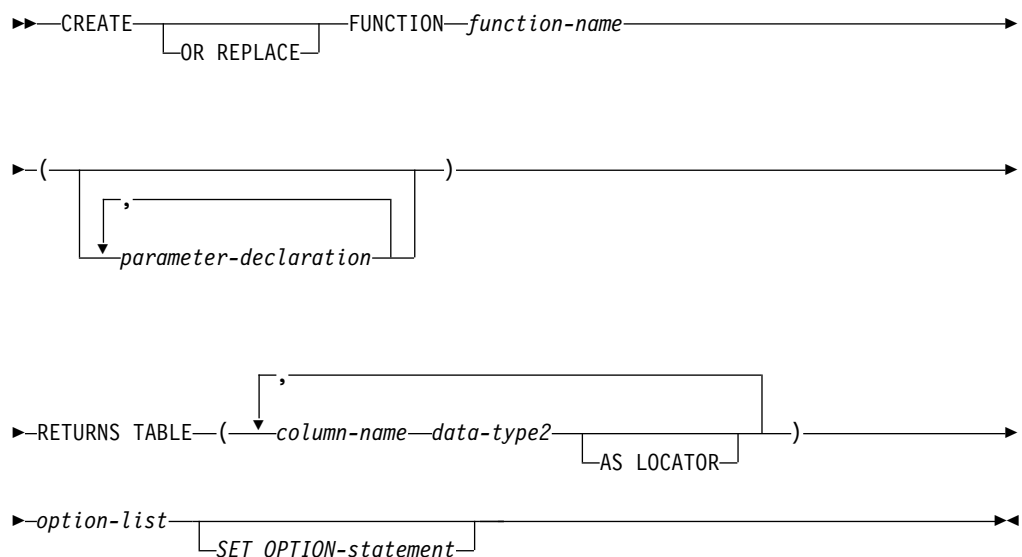 CREATE FUNCTION function-name
OR REPLACE
( )
,
parameter-declaration
,
RETURNS TABLE ( column-name data-type2 )
AS LOCATOR
option-list
SET OPTION-statement